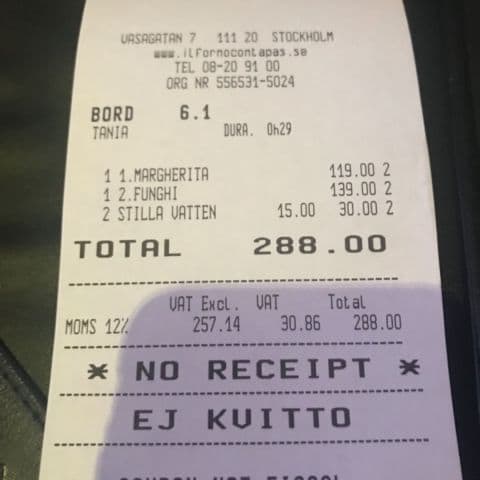 VASAGATAN 7 111 20 STOCKHOLM
www.ilfornocontapas.se
TEL 08-20 91 00
ORG NR 556531-5024
BORD 6.1
TANIA DURA. 0h29
1 1.MARGHERITA 119.00 2
1 2.FUNGHI 139.00 2
2 STILLA VATTEN 15.00 30.00 2
TOTAL 288.00
VAT Excl. VAT Total
MOMS 12% 257.14 30.86 288.00
* NO RECEIPT *
EJ KVITTO